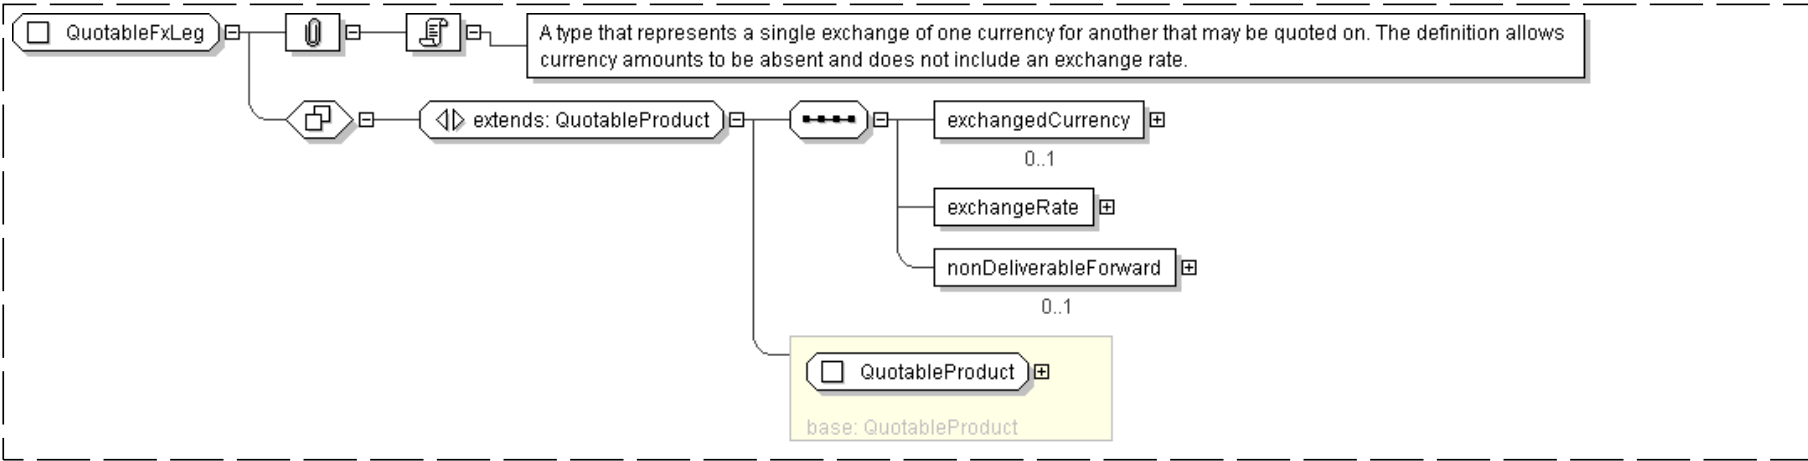 QuotableFxLeg
A type that represents a single exchange of one currency for another that may be quoted on. The definition allows
currency amounts to be absent and does not include an exchange rate.
extends: QuotableProduct
exchangedCurrency
0..1
exchangeRate
nonDeliverableForward
0..1
QuotableProduct
base: QuotableProduct